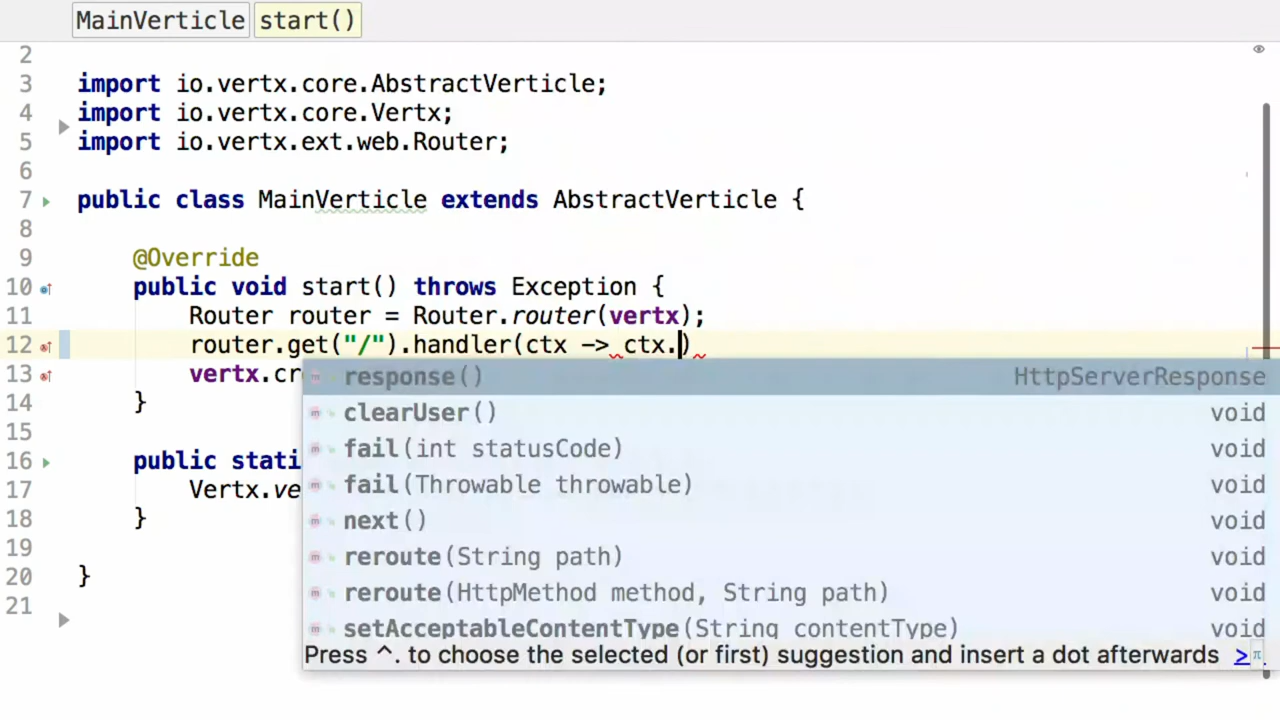 MainVerticle start()
2
3 import io.vertx.core.AbstractVerticle;
4 import io.vertx.core.Vertx;
5 import io.vertx.ext.web.Router;
6
7 public class MainVerticle extends AbstractVerticle {
8
9 @Override
10 public void start() throws Exception {
11 Router router = Router.router(vertx);
12 router.get("/").handler(ctx -> ctx.)
13 vertx.cre
response() HttpServerResponse
14 }
clearUser() void
15
fail(int statusCode) void
16 public stati
fail(Throwable throwable) void
17 Vertx.ve
next() void
18 }
19
reroute(String path) void
20 }
reroute(HttpMethod method, String path) void
21
setAcceptableContentType(String contentType) void
Press ^. to choose the selected (or first) suggestion and insert a dot afterwards >> π